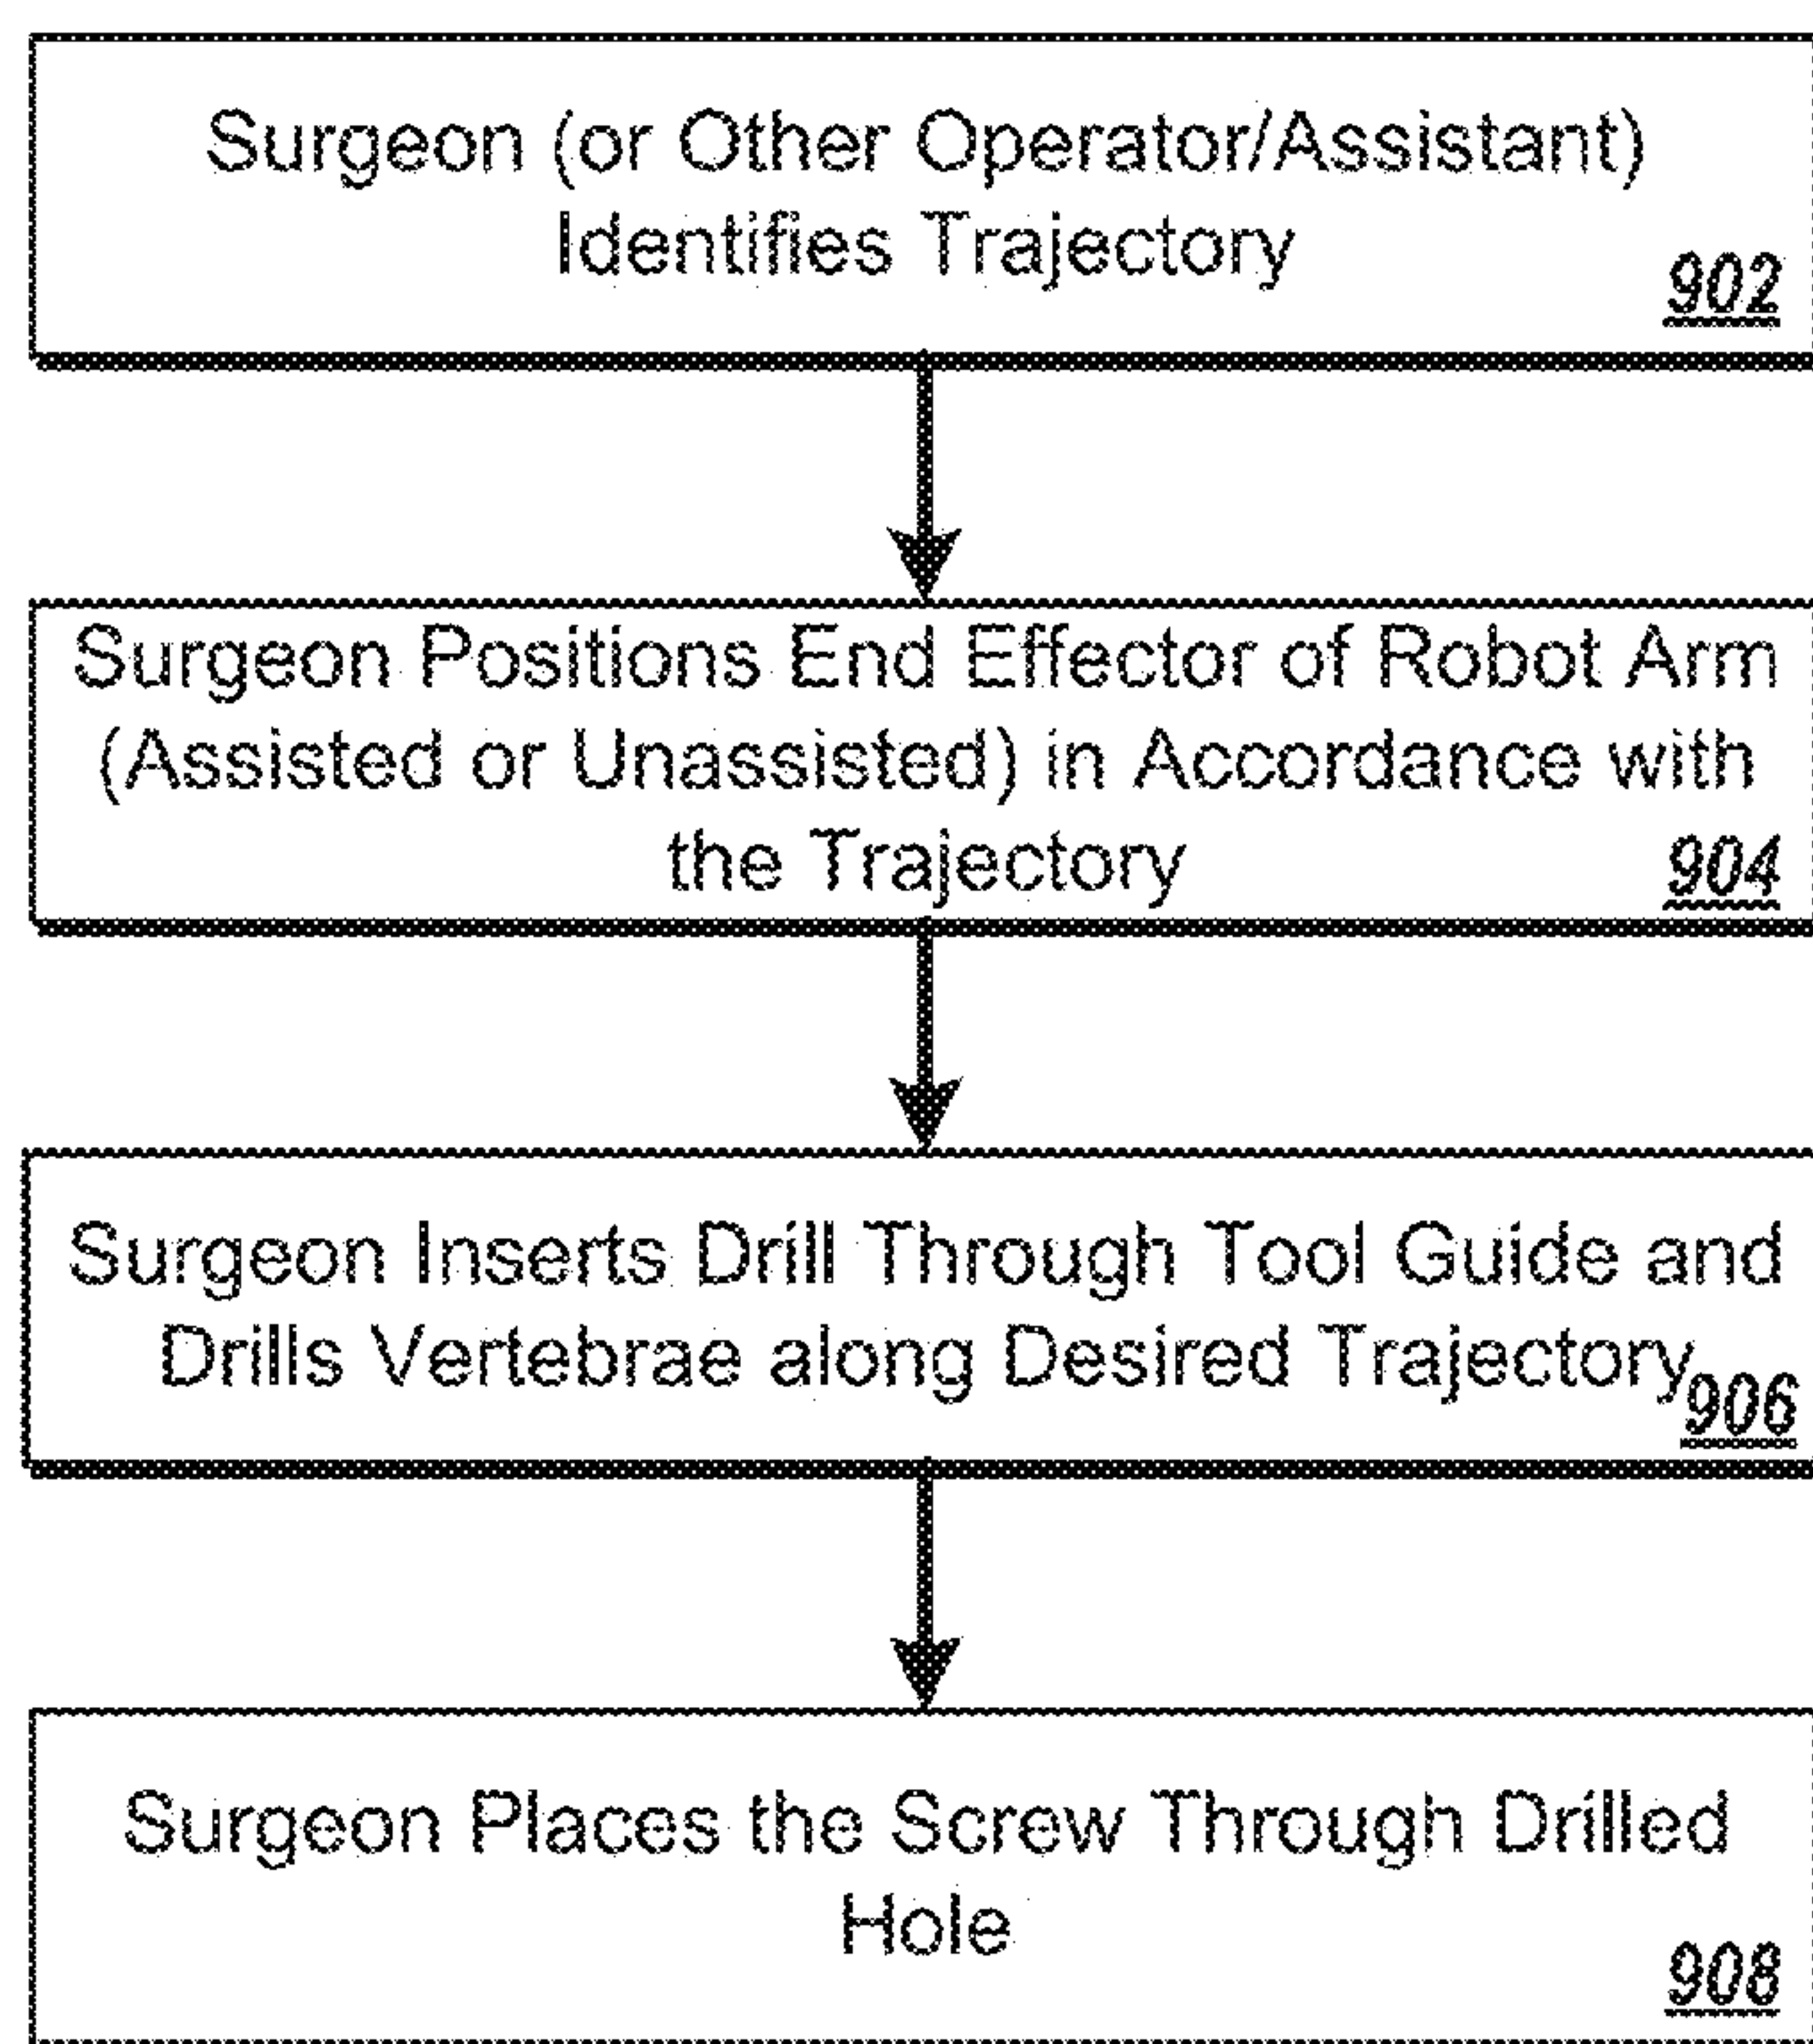 Surgeon (or Other Operator/Assistant)
Identifies Trajectory
902
Surgeon Positions End Effector of Robot Arm
(Assisted or Unassisted) in Accordance with
the Trajectory
904
Surgeon Inserts Drill Through Tool Guide and
Drills Vertebrae along Desired Trajectory
906
Surgeon Places the Screw Through Drilled
Hole
908